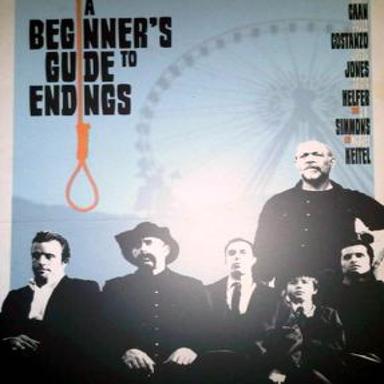 A
BEGINNER'S
GUIDE TO
ENDINGS
CAAN
COSTANZO
JONES
HELFER
SIMMONS
KEITEL